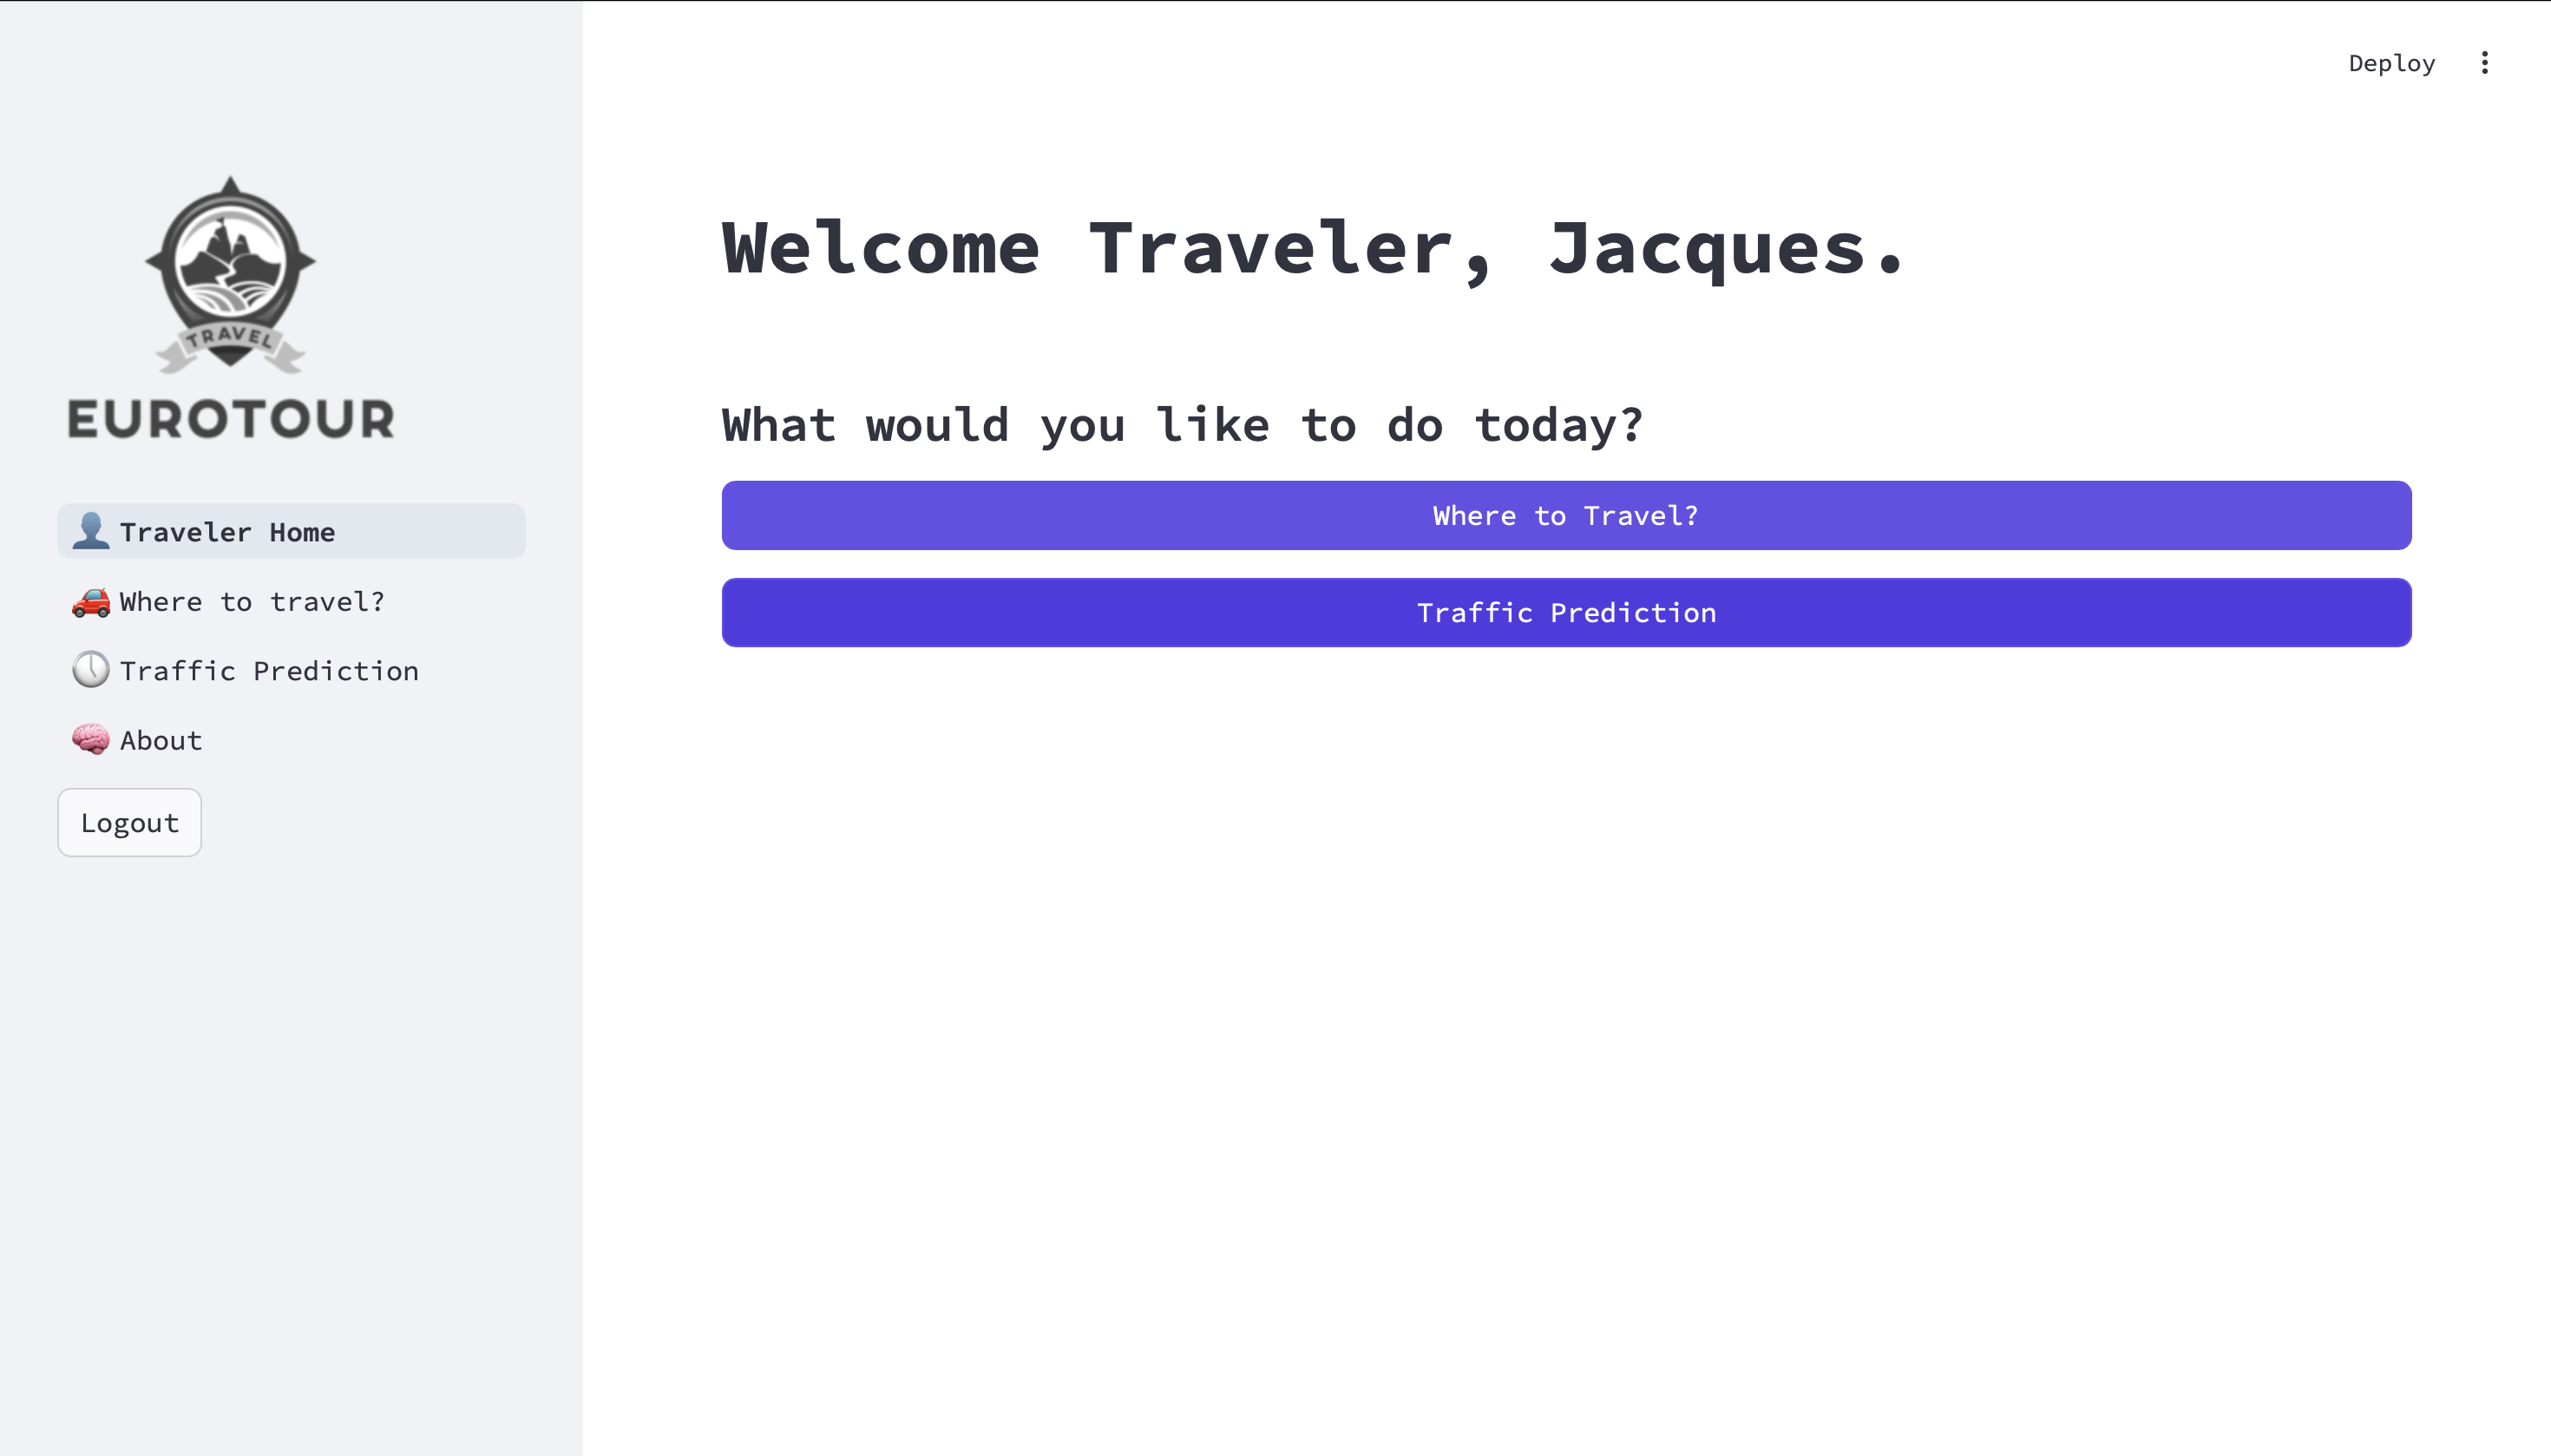 TRAVEL
EUROTOUR
Traveler Home
Where to travel?
Traffic Prediction
About
Logout
Deploy
Welcome Traveler, Jacques.
What would you like to do today?
Where to Travel?
Traffic Prediction